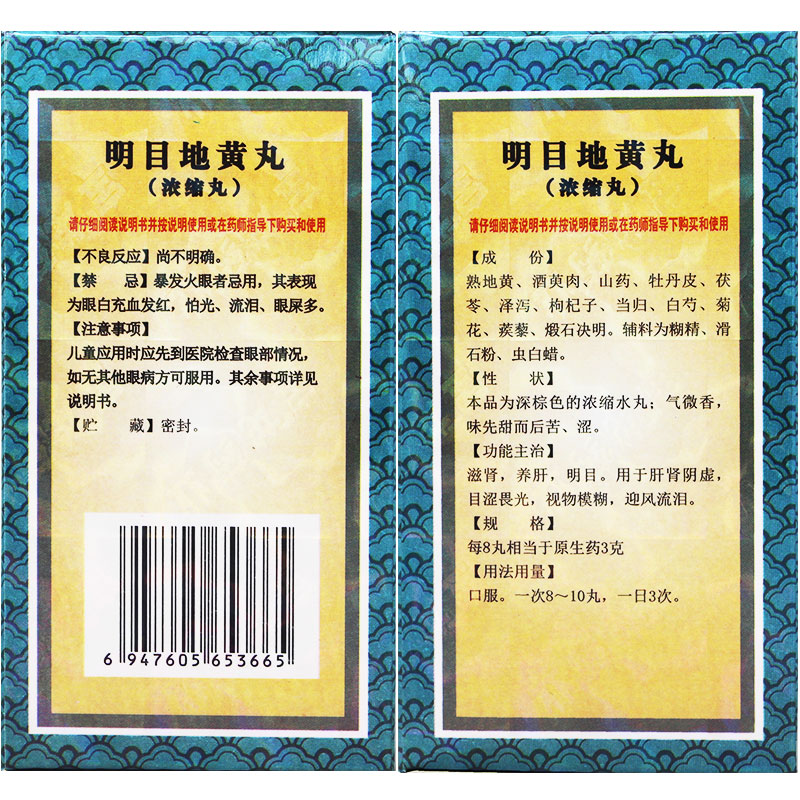 明目地黄丸
（浓缩丸）
请仔细阅读说明书并按说明使用或在药师指导下购买和使用
【不良反应】尚不明确。
【禁　忌】暴发火眼者忌用，其表现
为眼白充血发红，怕光、流泪、眼屎多。
【注意事项】
儿童应用时应先到医院检查眼部情况，
如无其他眼病方可服用。其余事项详见
说明书。
【贮　藏】密封。
6 947605 653665
明目地黄丸
（浓缩丸）
请仔细阅读说明书并按说明使用或在药师指导下购买和使用
【成　份】
熟地黄、酒萸肉、山药、牡丹皮、茯
苓、泽泻、枸杞子、当归、白芍、菊
花、蒺藜、煅石决明。辅料为糊精、滑
石粉、虫白蜡。
【性　状】
本品为深棕色的浓缩水丸；气微香，
味先甜而后苦、涩。
【功能主治】
滋肾，养肝，明目。用于肝肾阴虚，
目涩畏光，视物模糊，迎风流泪。
【规　格】
每8丸相当于原生药3克
【用法用量】
口服。一次8～10丸，一日3次。